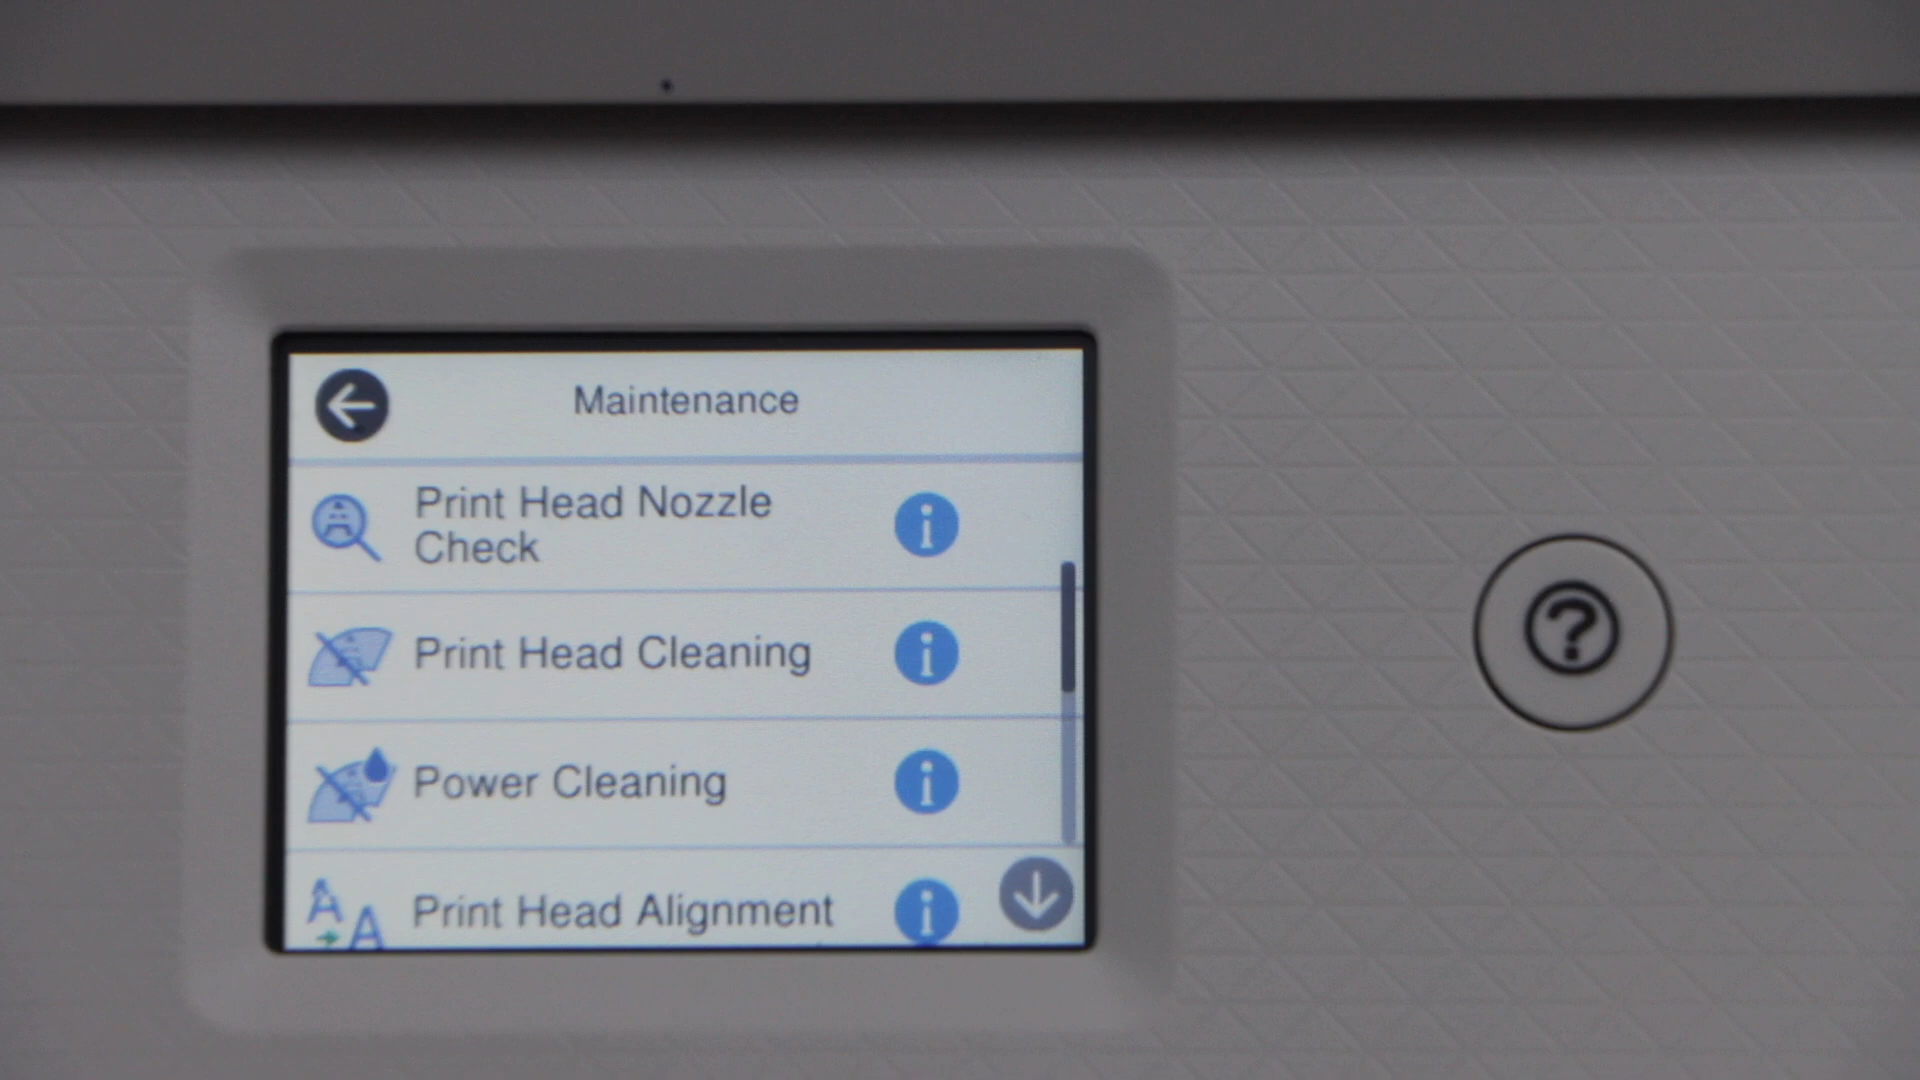 Maintenance
Print Head Nozzle
Check
Print Head Cleaning
Power Cleaning
Print Head Alignment